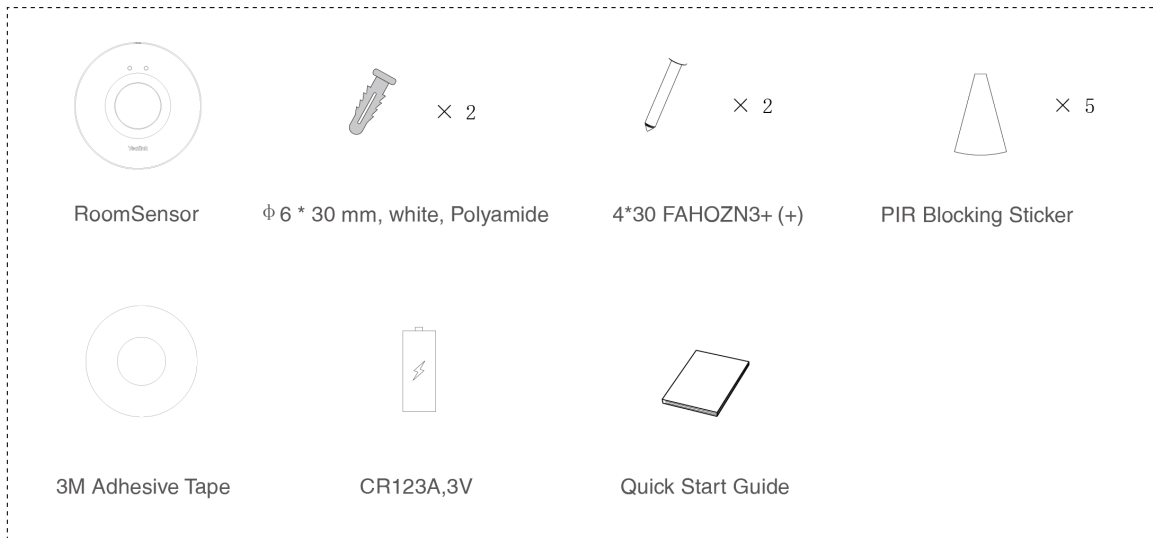 Yealink
× 2
× 2
× 5
RoomSensor
ϕ 6 * 30 mm, white, Polyamide
4*30 FAHOZN3+ (+)
PIR Blocking Sticker
3M Adhesive Tape
CR123A,3V
Quick Start Guide